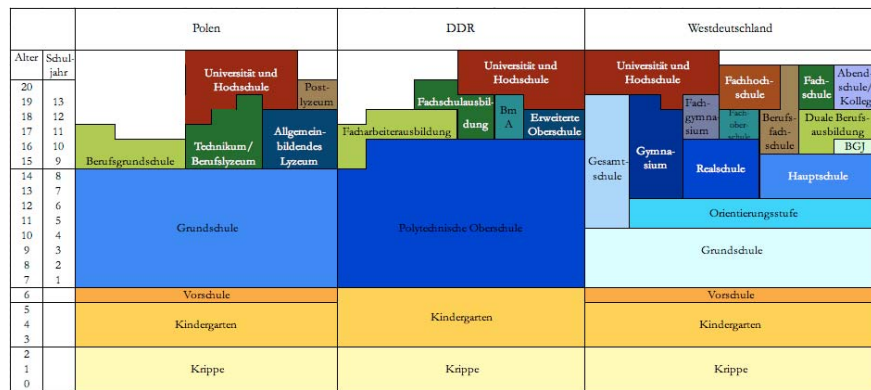 Polen
DDR
Westdeutschland
Alter
Schul-
jahr
20
19 13
18 12
17 11
16 10
15 9
14 8
13 7
12 6
11 5
10 4
9 3
8 2
7 1
6
5
4
3
2
1
0
Universität und
Hochschule
Post-
lyzeum
Berufsgrundschule
Technikum/
Berufslyzeum
Allgemein-
bildendes
Lyzeum
Grundschule
Vorschule
Kindergarten
Krippe
Universität und
Hochschule
Fachschulausbil-
dung
BmA
Facharbeiterausbildung
Erweiterte
Oberschule
Polytechnische Oberschule
Kindergarten
Krippe
Universität und
Hochschule
Fachhoch-
schule
Fach-
schule
Abend-
schule/
Kolleg
Gesamt-
schule
Gymna-
sium
Fach-
gymna-
sium
Fach-
ober-
schule
Berufs-
fach-
schule
Duale Berufs-
ausbildung
BGJ
Realschule
Hauptschule
Orientierungsstufe
Grundschule
Vorschule
Kindergarten
Krippe